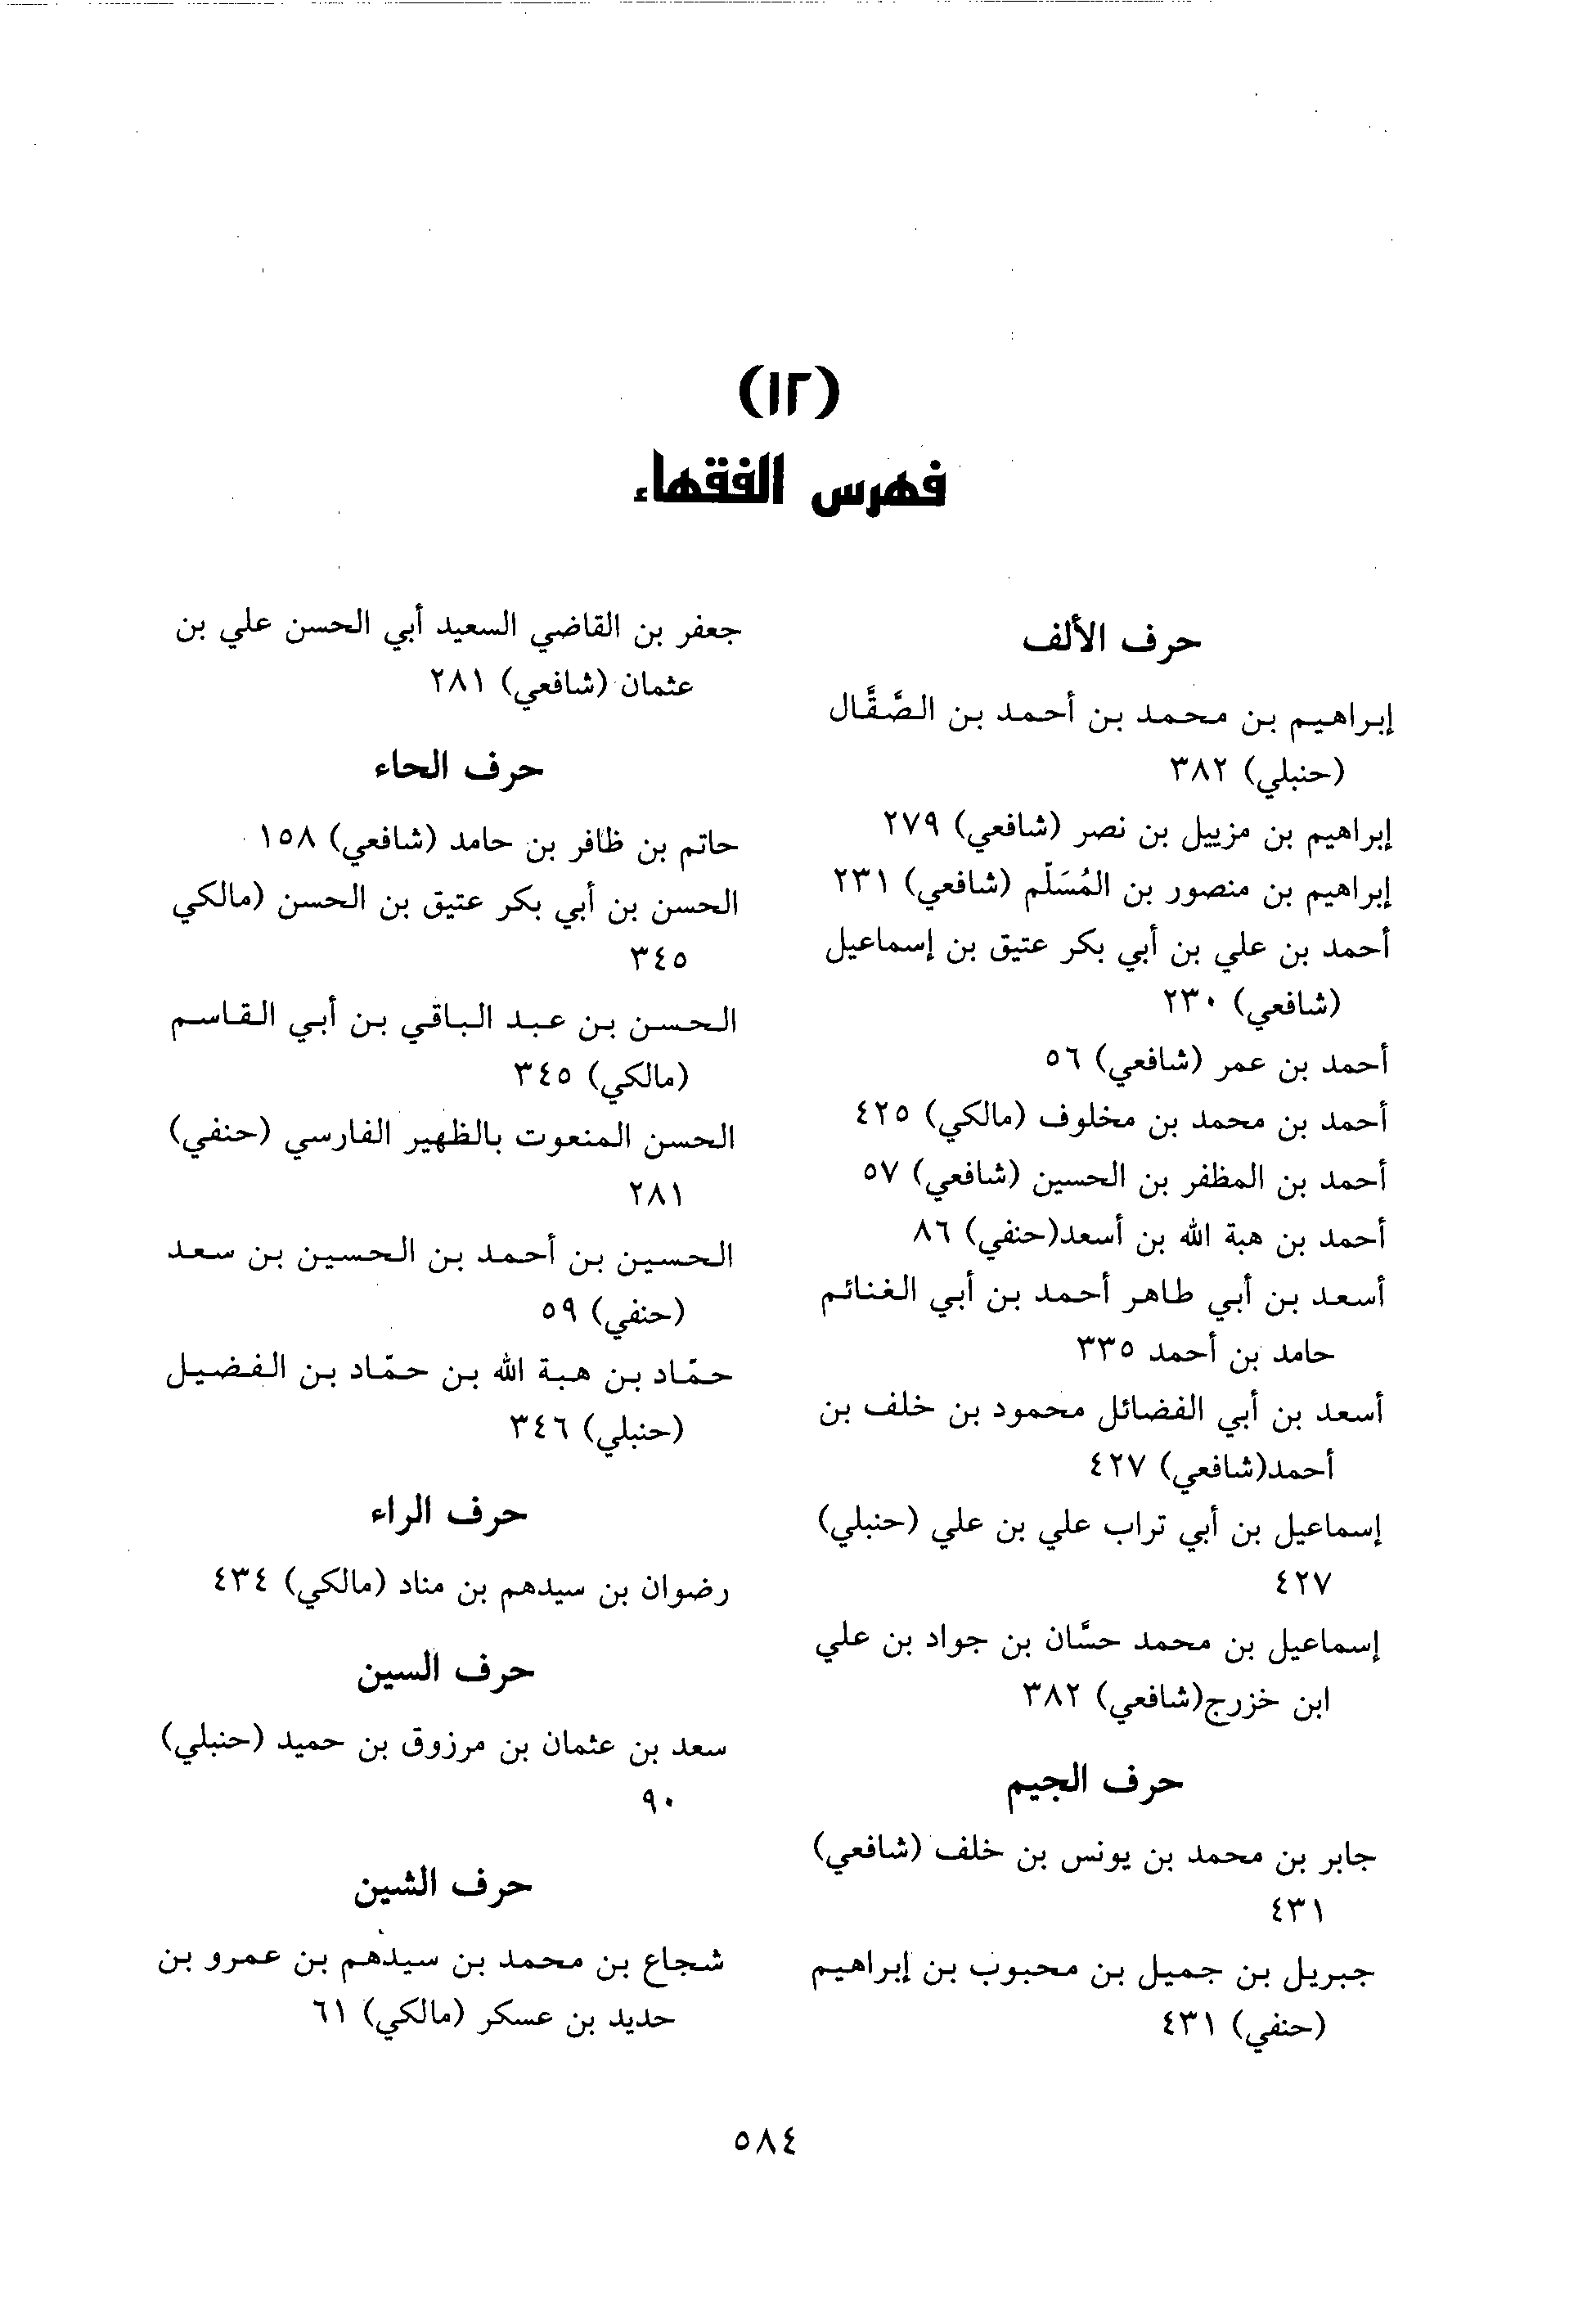 (١٢)
فهرس الفقهاء
حرف الألف
إبراهيم بن محمد بن أحمد بن الصَّقَّال
(حنبلي) ٣٨٢
إبراهيم بن مزييل بن نصر (شافعي) ٢٧٩
إبراهيم بن منصور بن المُسَلّم (شافعي) ٢٣١
أحمد بن علي بن أبي بكر عتيق بن إسماعيل
(شافعي) ٢٣٠
أحمد بن عمر (شافعي) ٥٦
أحمد بن محمد بن مخلوف (مالكي) ٤٢٥
أحمد بن المظفر بن الحسين (شافعي) ٥٧
أحمد بن هبة الله بن أسعد(حنفي) ٨٦
أسعد بن أبي طاهر أحمد بن أبي الغنائم
حامد بن أحمد ٣٣٥
أسعد بن أبي الفضائل محمود بن خلف بن
أحمد(شافعي) ٤٢٧
إسماعيل بن أبي تراب علي بن علي (حنبلي)
٤٢٧
إسماعيل بن محمد حسَّان بن جواد بن علي
ابن خزرج(شافعي) ٣٨٢
حرف الجيم
جابر بن محمد بن يونس بن خلف (شافعي)
٤٣١
جبريل بن جميل بن محبوب بن إبراهيم
(حنفي) ٤٣١
جعفر بن القاضي السعيد أبي الحسن علي بن
عثمان (شافعي) ٢٨١
حرف الحاء
حاتم بن ظافر بن حامد (شافعي) ١٥٨
الحسن بن أبي بكر عتيق بن الحسن (مالكي
٣٤٥
الحسن بن عبد الباقي بن أبي القاسم
(مالكي) ٣٤٥
الحسن المنعوت بالظهير الفارسي (حنفي)
٢٨١
الحسين بن أحمد بن الحسين بن سعد
(حنفي) ٥٩
حمّاد بن هبة الله بن حمّاد بن الفضيل
(حنبلي) ٣٤٦
حرف الراء
رضوان بن سيدهم بن مناد (مالكي) ٤٣٤
حرف السين
سعد بن عثمان بن مرزوق بن حميد (حنبلي)
٩٠
حرف الشين
شجاع بن محمد بن سيدهم بن عمرو بن
حديد بن عسكر (مالكي) ٦١
٥٨٤